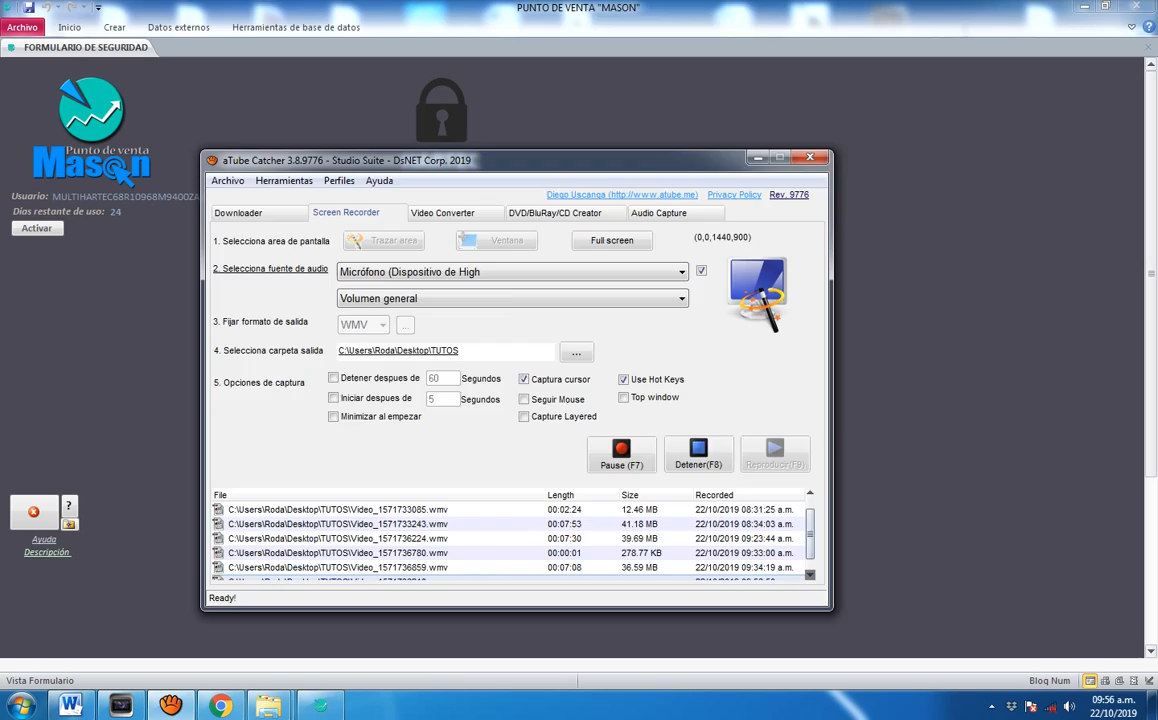 PUNTO DE VENTA "MASON"
Archivo Inicio Crear Datos externos Herramientas de base de datos
FORMULARIO DE SEGURIDAD
Punto de venta
Mason
Usuario: MULTIHARTEC68R10968M9400ZA
Dias restante de uso: 24
Activar
aTube Catcher 3.8.9776 - Studio Suite - DsNET Corp. 2019
Archivo Herramientas Perfiles Ayuda
Diego Uscanga (http://www.atube.me) Privacy Policy Rev. 9776
Downloader Screen Recorder Video Converter DVD/BluRay/CD Creator Audio Capture
1. Selecciona area de pantalla Trazar area Ventana Full screen (0,0,1440,900)
2. Selecciona fuente de audio Micrófono (Dispositivo de High
Volumen general
3. Fijar formato de salida WMV ...
4. Selecciona carpeta salida C:\Users\Roda\Desktop\TUTOS ...
5. Opciones de captura Detener despues de 60 Segundos Captura cursor Use Hot Keys
Iniciar despues de 5 Segundos Seguir Mouse Top window
Minimizar al empezar Capture Layered
Pause (F7) Detener(F8) Reproducir(F9)
File Length Size Recorded
C:\Users\Roda\Desktop\TUTOS\Video_1571733085.wmv 00:02:24 12.46 MB 22/10/2019 08:31:25 a.m.
C:\Users\Roda\Desktop\TUTOS\Video_1571733243.wmv 00:07:53 41.18 MB 22/10/2019 08:34:03 a.m.
C:\Users\Roda\Desktop\TUTOS\Video_1571736224.wmv 00:07:30 39.69 MB 22/10/2019 09:23:44 a.m.
C:\Users\Roda\Desktop\TUTOS\Video_1571736780.wmv 00:00:01 278.77 KB 22/10/2019 09:33:00 a.m.
C:\Users\Roda\Desktop\TUTOS\Video_1571736859.wmv 00:07:08 36.59 MB 22/10/2019 09:34:19 a.m.
Ready!
?
Ayuda
Descripción
Vista Formulario Bloq Num
09:56 a.m.
22/10/2019